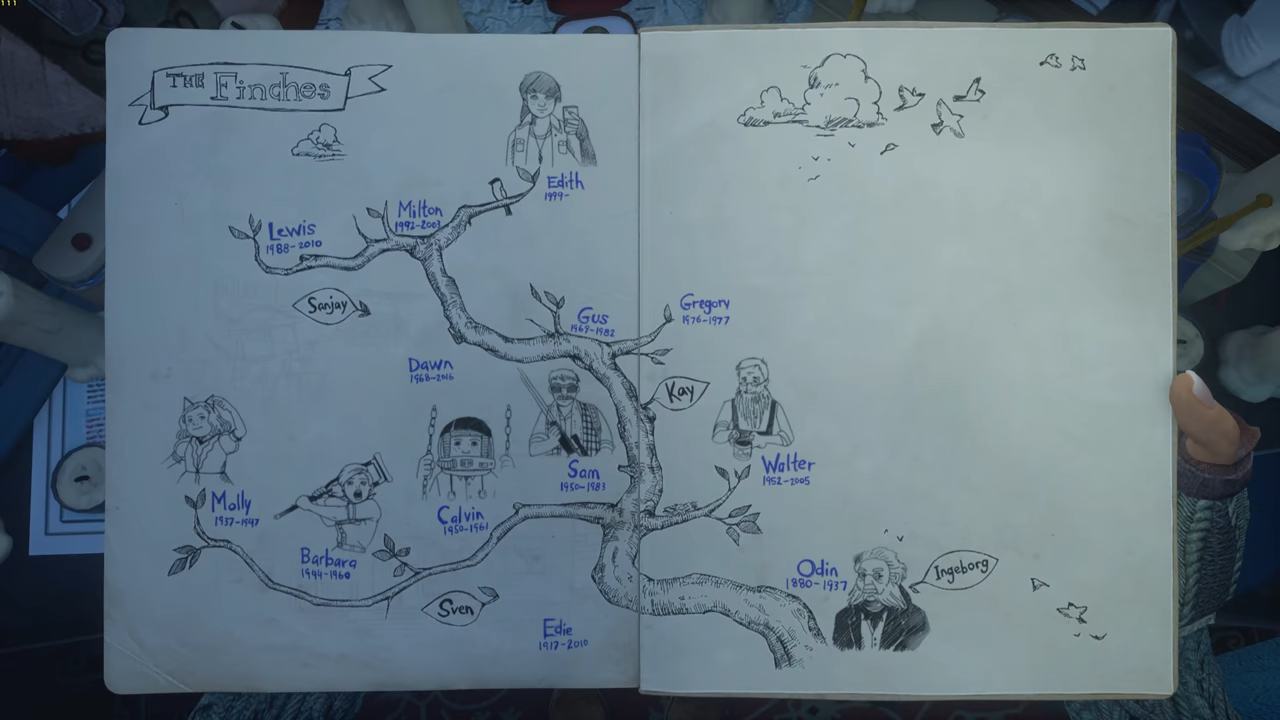 111
THE Finches
Edith
1999-
Milton
1992-2003
Lewis
1988-2010
Sanjay
Gregory
1976-1977
Gus
1969-1982
Dawn
1968-2016
Kay
Walter
1952-2005
Sam
1950-1983
Calvin
1950-1961
Molly
1937-1947
Barbara
1944-1960
Sven
Odin
1880-1937
Ingeborg
Edie
1917-2010